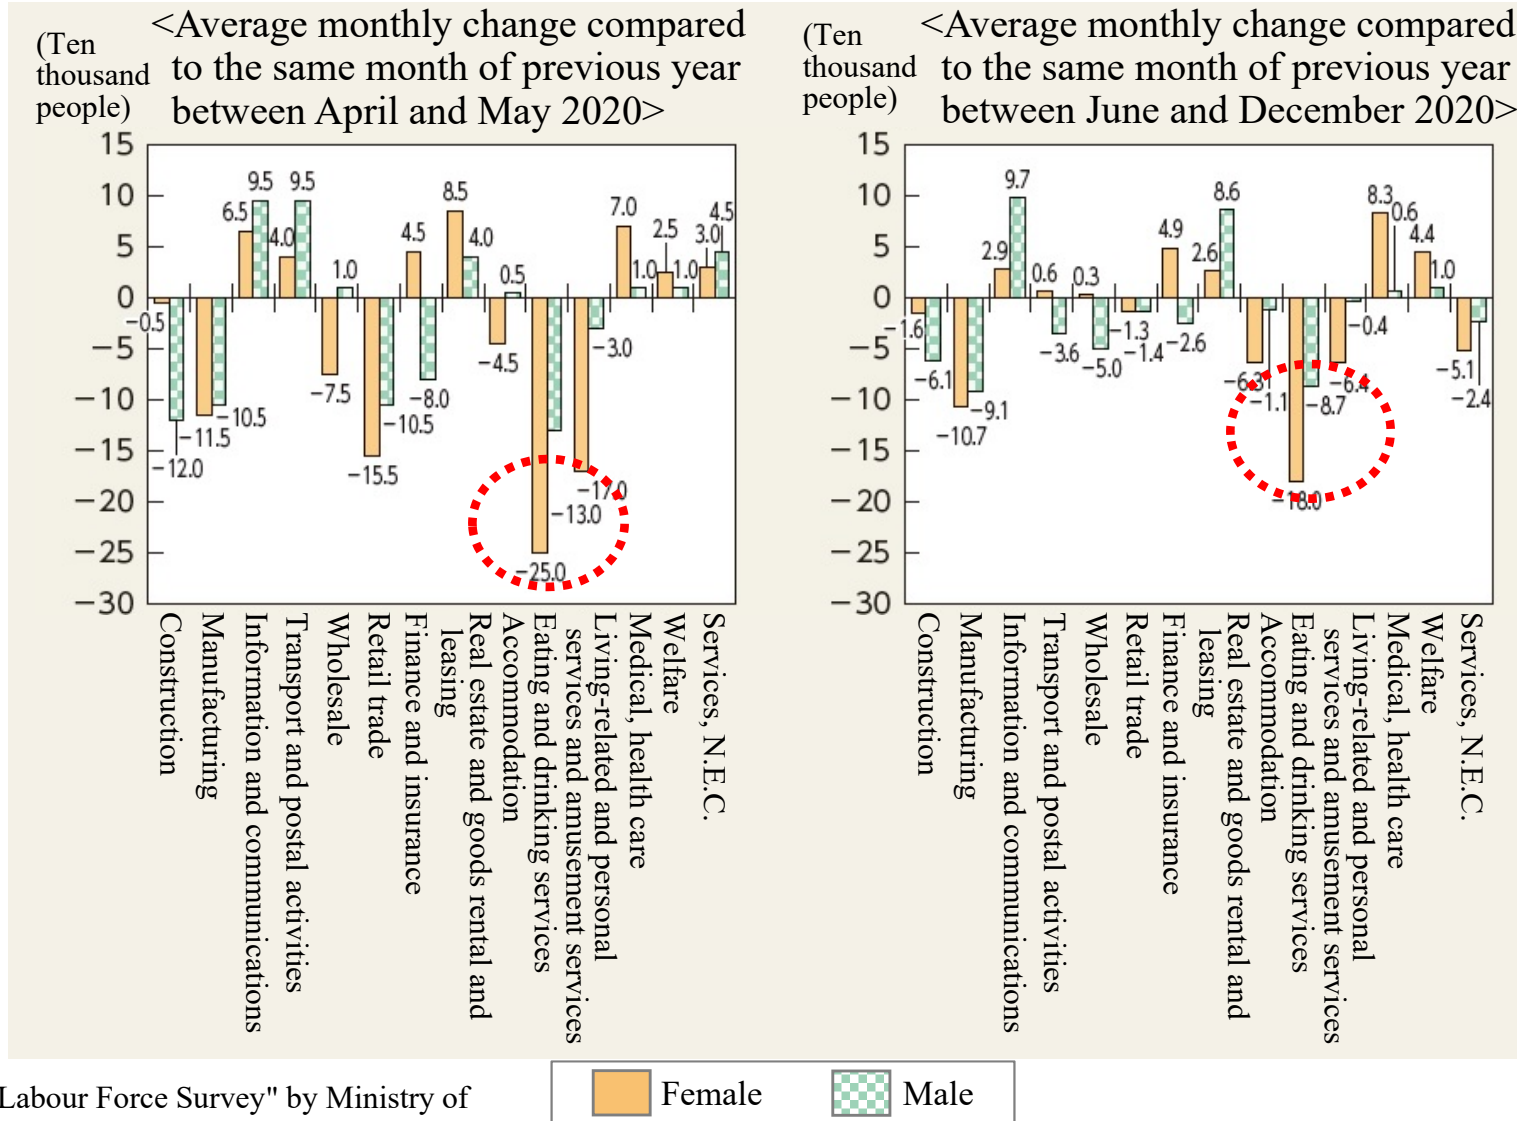 <Average monthly change compared
to the same month of previous year
between April and May 2020>
(Ten
thousand
people)
15
10
5
0
−5
−10
−15
−20
−25
−30
−0.5
−12.0
−11.5
−10.5
6.5
9.5
4.0
9.5
−7.5
1.0
−15.5
−10.5
4.5
−8.0
8.5
4.0
−4.5
0.5
−25.0
−13.0
−17.0
−3.0
7.0
1.0
2.5
1.0
3.0
4.5
Construction
Manufacturing
Information and communications
Transport and postal activities
Wholesale
Retail trade
Finance and insurance
Real estate and goods rental and
leasing
Accommodation
Eating and drinking services
Living-related and personal
services and amusement services
Medical, health care
Welfare
Services, N.E.C.
<Average monthly change compared
to the same month of previous year
between June and December 2020>
(Ten
thousand
people)
15
10
5
0
−5
−10
−15
−20
−25
−30
−1.6
−6.1
−10.7
−9.1
2.9
9.7
0.6
−3.6
0.3
−5.0
−1.3
−1.4
4.9
−2.6
2.6
8.6
−6.3
−1.1
−18.0
−8.7
−6.4
−0.4
8.3
0.6
4.4
1.0
−5.1
−2.4
Construction
Manufacturing
Information and communications
Transport and postal activities
Wholesale
Retail trade
Finance and insurance
Real estate and goods rental and
leasing
Accommodation
Eating and drinking services
Living-related and personal
services and amusement services
Medical, health care
Welfare
Services, N.E.C.
Labour Force Survey" by Ministry of
Female
Male